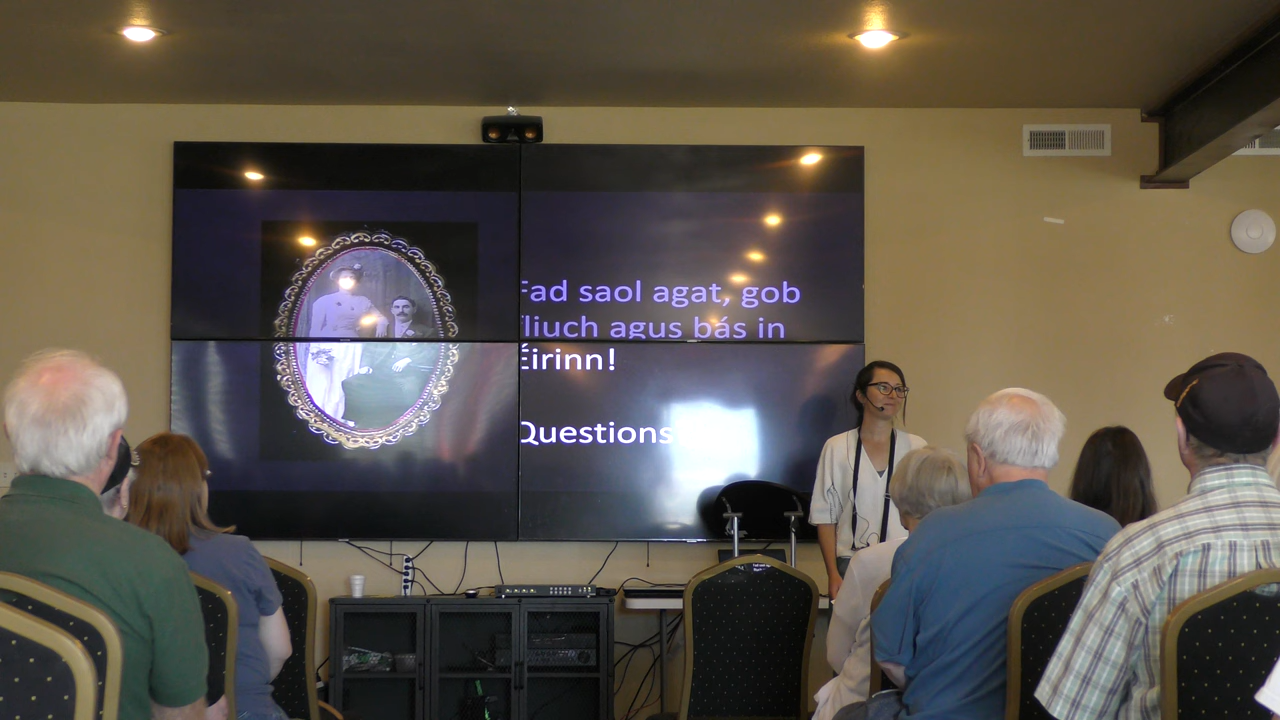 Fad saol agat, gob
fliuch agus bás in
Éirinn!
Questions